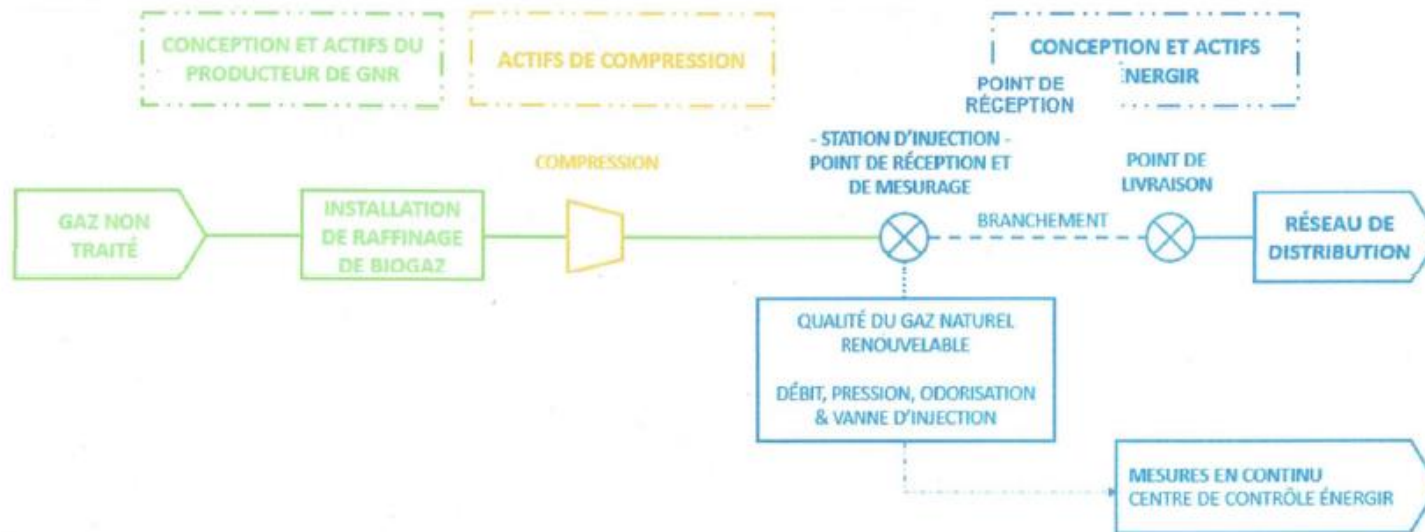 CONCEPTION ET ACTIFS DU
PRODUCTEUR DE GNR
ACTIFS DE COMPRESSION
CONCEPTION ET ACTIFS
ÉNERGIR
POINT DE
RÉCEPTION
- STATION D'INJECTION -
POINT DE RÉCEPTION ET
DE MESURAGE
COMPRESSION
POINT DE
LIVRAISON
GAZ NON
TRAITÉ
INSTALLATION
DE RAFFINAGE
DE BIOGAZ
BRANCHEMENT
RÉSEAU DE
DISTRIBUTION
QUALITÉ DU GAZ NATUREL
RENOUVELABLE
DÉBIT, PRESSION, ODORISATION
& VANNE D'INJECTION
MESURES EN CONTINU
CENTRE DE CONTRÔLE ÉNERGIR